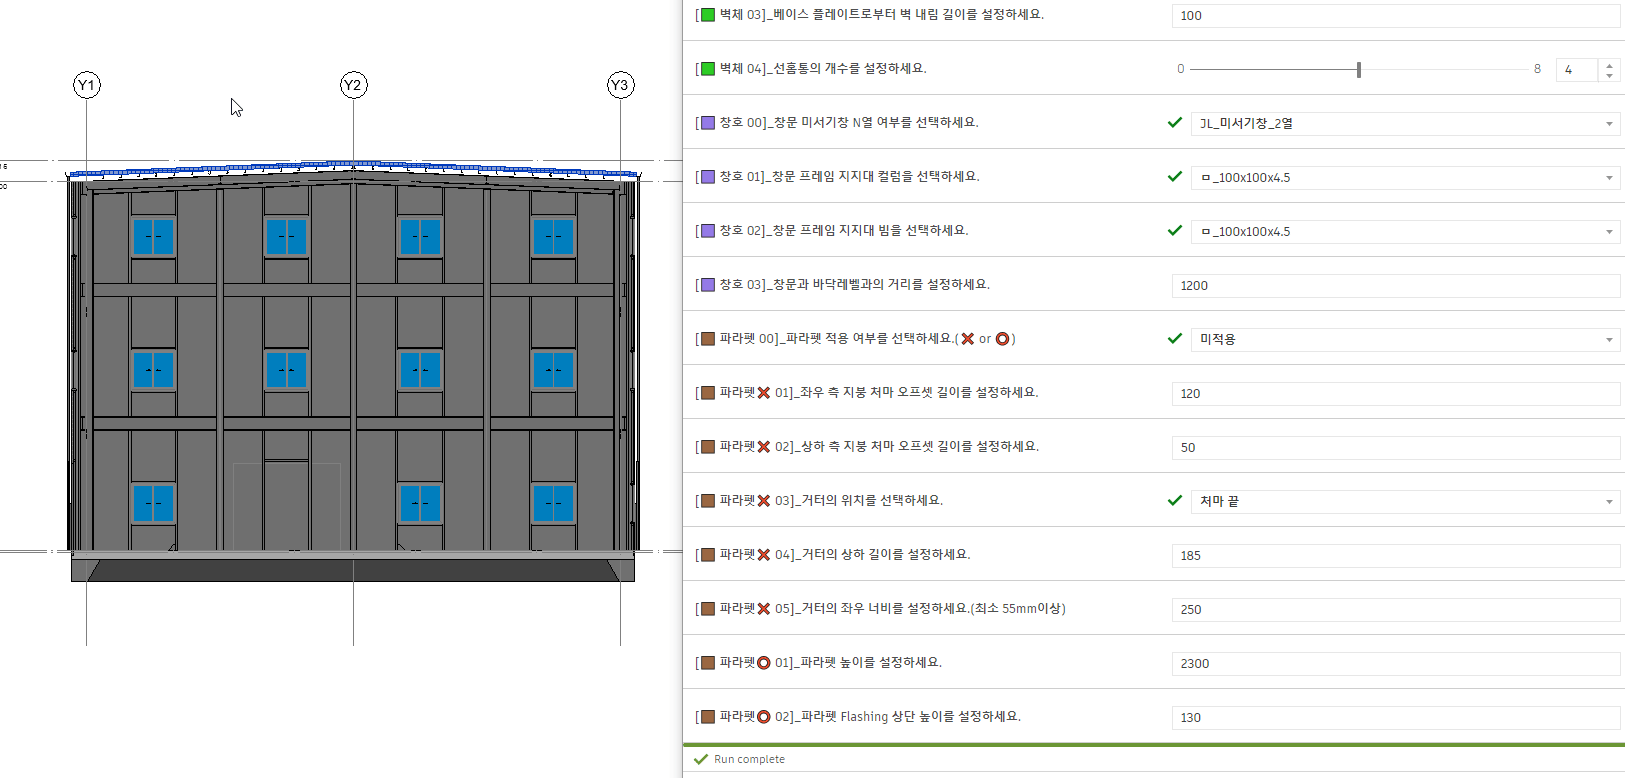 Y1
Y2
Y3
[🟩 벽체 03]_베이스 플레이트로부터 벽 내림 길이를 설정하세요.
100
[🟩 벽체 04]_선홈통의 개수를 설정하세요.
0
8
4
[🟪 창호 00]_창문 미서기창 N열 여부를 선택하세요.
JL_미서기창_2열
[🟪 창호 01]_창문 프레임 지지대 컬럼을 선택하세요.
ㅁ_100x100x4.5
[🟪 창호 02]_창문 프레임 지지대 빔을 선택하세요.
ㅁ_100x100x4.5
[🟪 창호 03]_창문과 바닥레벨과의 거리를 설정하세요.
1200
[🟫 파라펫 00]_파라펫 적용 여부를 선택하세요.(❌ or ⭕)
미적용
[🟫 파라펫❌ 01]_좌우 측 지붕 처마 오프셋 길이를 설정하세요.
120
[🟫 파라펫❌ 02]_상하 측 지붕 처마 오프셋 길이를 설정하세요.
50
[🟫 파라펫❌ 03]_거터의 위치를 선택하세요.
처마 끝
[🟫 파라펫❌ 04]_거터의 상하 길이를 설정하세요.
185
[🟫 파라펫❌ 05]_거터의 좌우 너비를 설정하세요.(최소 55mm이상)
250
[🟫 파라펫⭕ 01]_파라펫 높이를 설정하세요.
2300
[🟫 파라펫⭕ 02]_파라펫 Flashing 상단 높이를 설정하세요.
130
Run complete